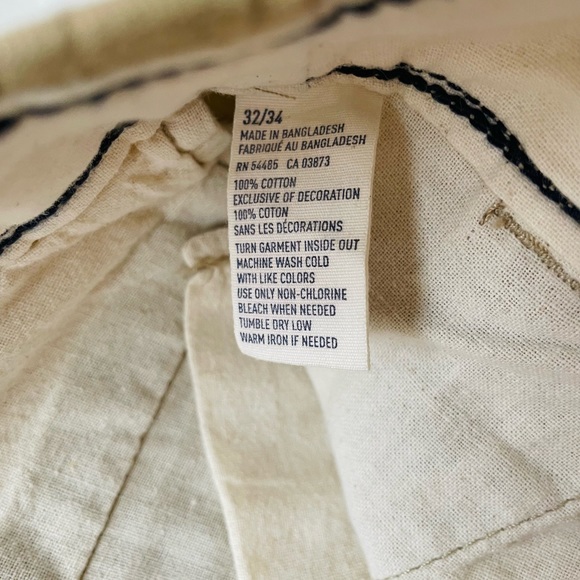 32/34
MADE IN BANGLADESH
FABRIQUÉ AU BANGLADESH
RN 54485 CA 03873
100% COTTON
EXCLUSIVE OF DECORATION
100% COTON
SANS LES DÉCORATIONS
TURN GARMENT INSIDE OUT
MACHINE WASH COLD
WITH LIKE COLORS
USE ONLY NON-CHLORINE
BLEACH WHEN NEEDED
TUMBLE DRY LOW
WARM IRON IF NEEDED